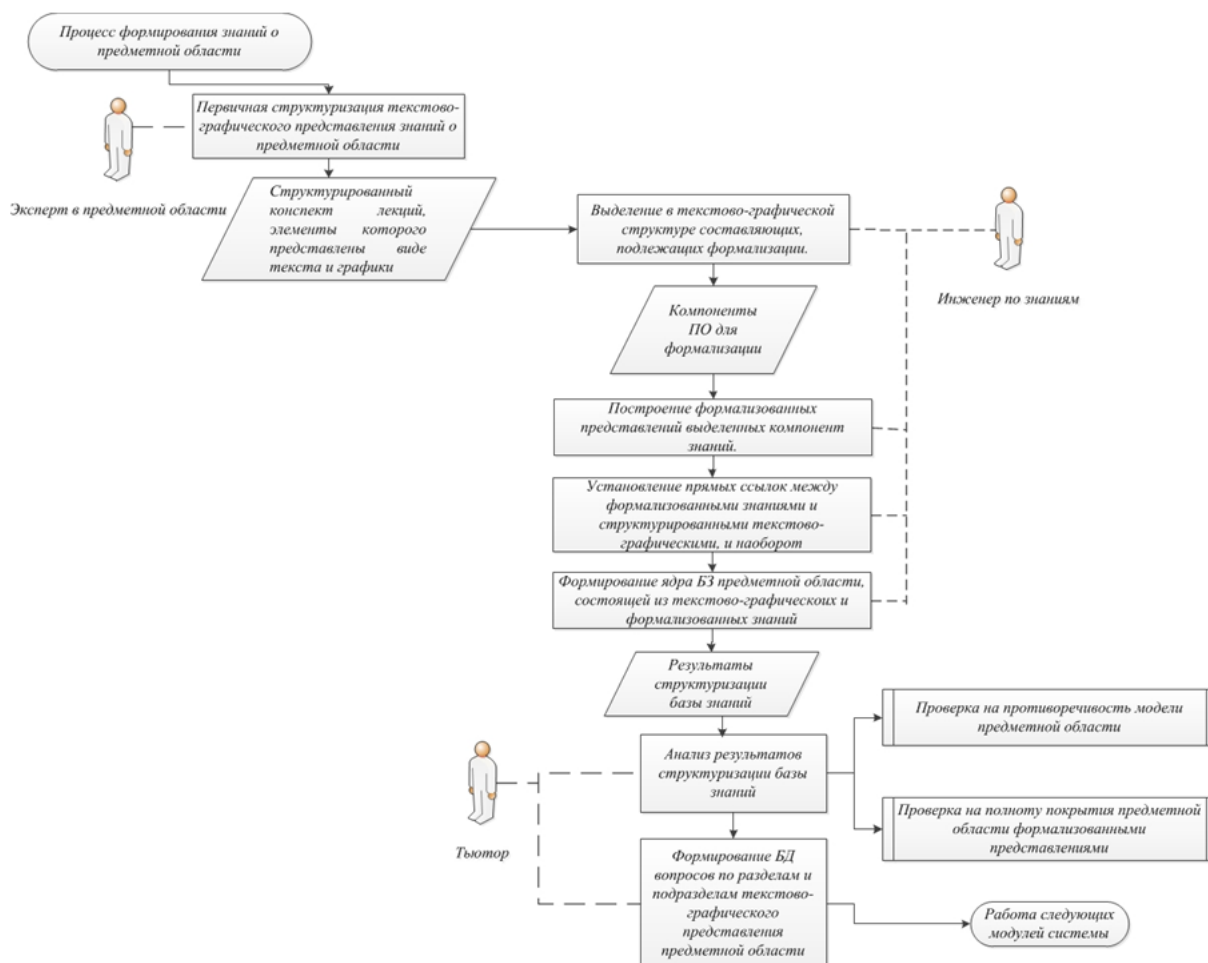 Процесс формирования знаний о
предметной области
Первичная структуризация текстово-
графического представления знаний о
предметной области
Эксперт в предметной области
Структурированный
конспект лекций,
элементы которого
представлены виде
текста и графики
Выделение в текстово-графической
структуре составляющих,
подлежащих формализации.
Инженер по знаниям
Компоненты
ПО для
формализации
Построение формализованных
представлений выделенных компонент
знаний.
Установление прямых ссылок между
формализованными знаниями и
структурированными текстово-
графическими, и наоборот
Формирование ядра БЗ предметной области,
состоящей из текстово-графическоих и
формализованных знаний
Результаты
структуризации
базы знаний
Проверка на противоречивость модели
предметной области
Анализ результатов
структуризации базы
знаний
Проверка на полноту покрытия предметной
области формализованными
представлениями
Тьютор
Формирование БД
вопросов по разделам и
подразделам текстово-
графического
представления
предметной области
Работа следующих
модулей системы